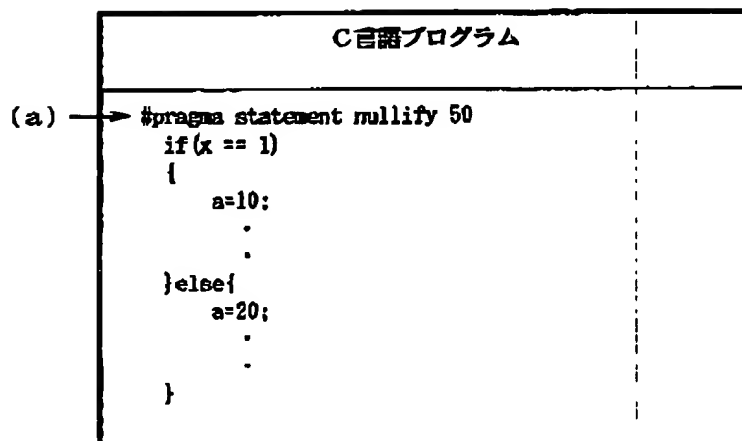 C言語プログラム
(a) #pragma statement nullify 50
if(x == 1)
{
a=10;
.
.
}else{
a=20;
.
.
}